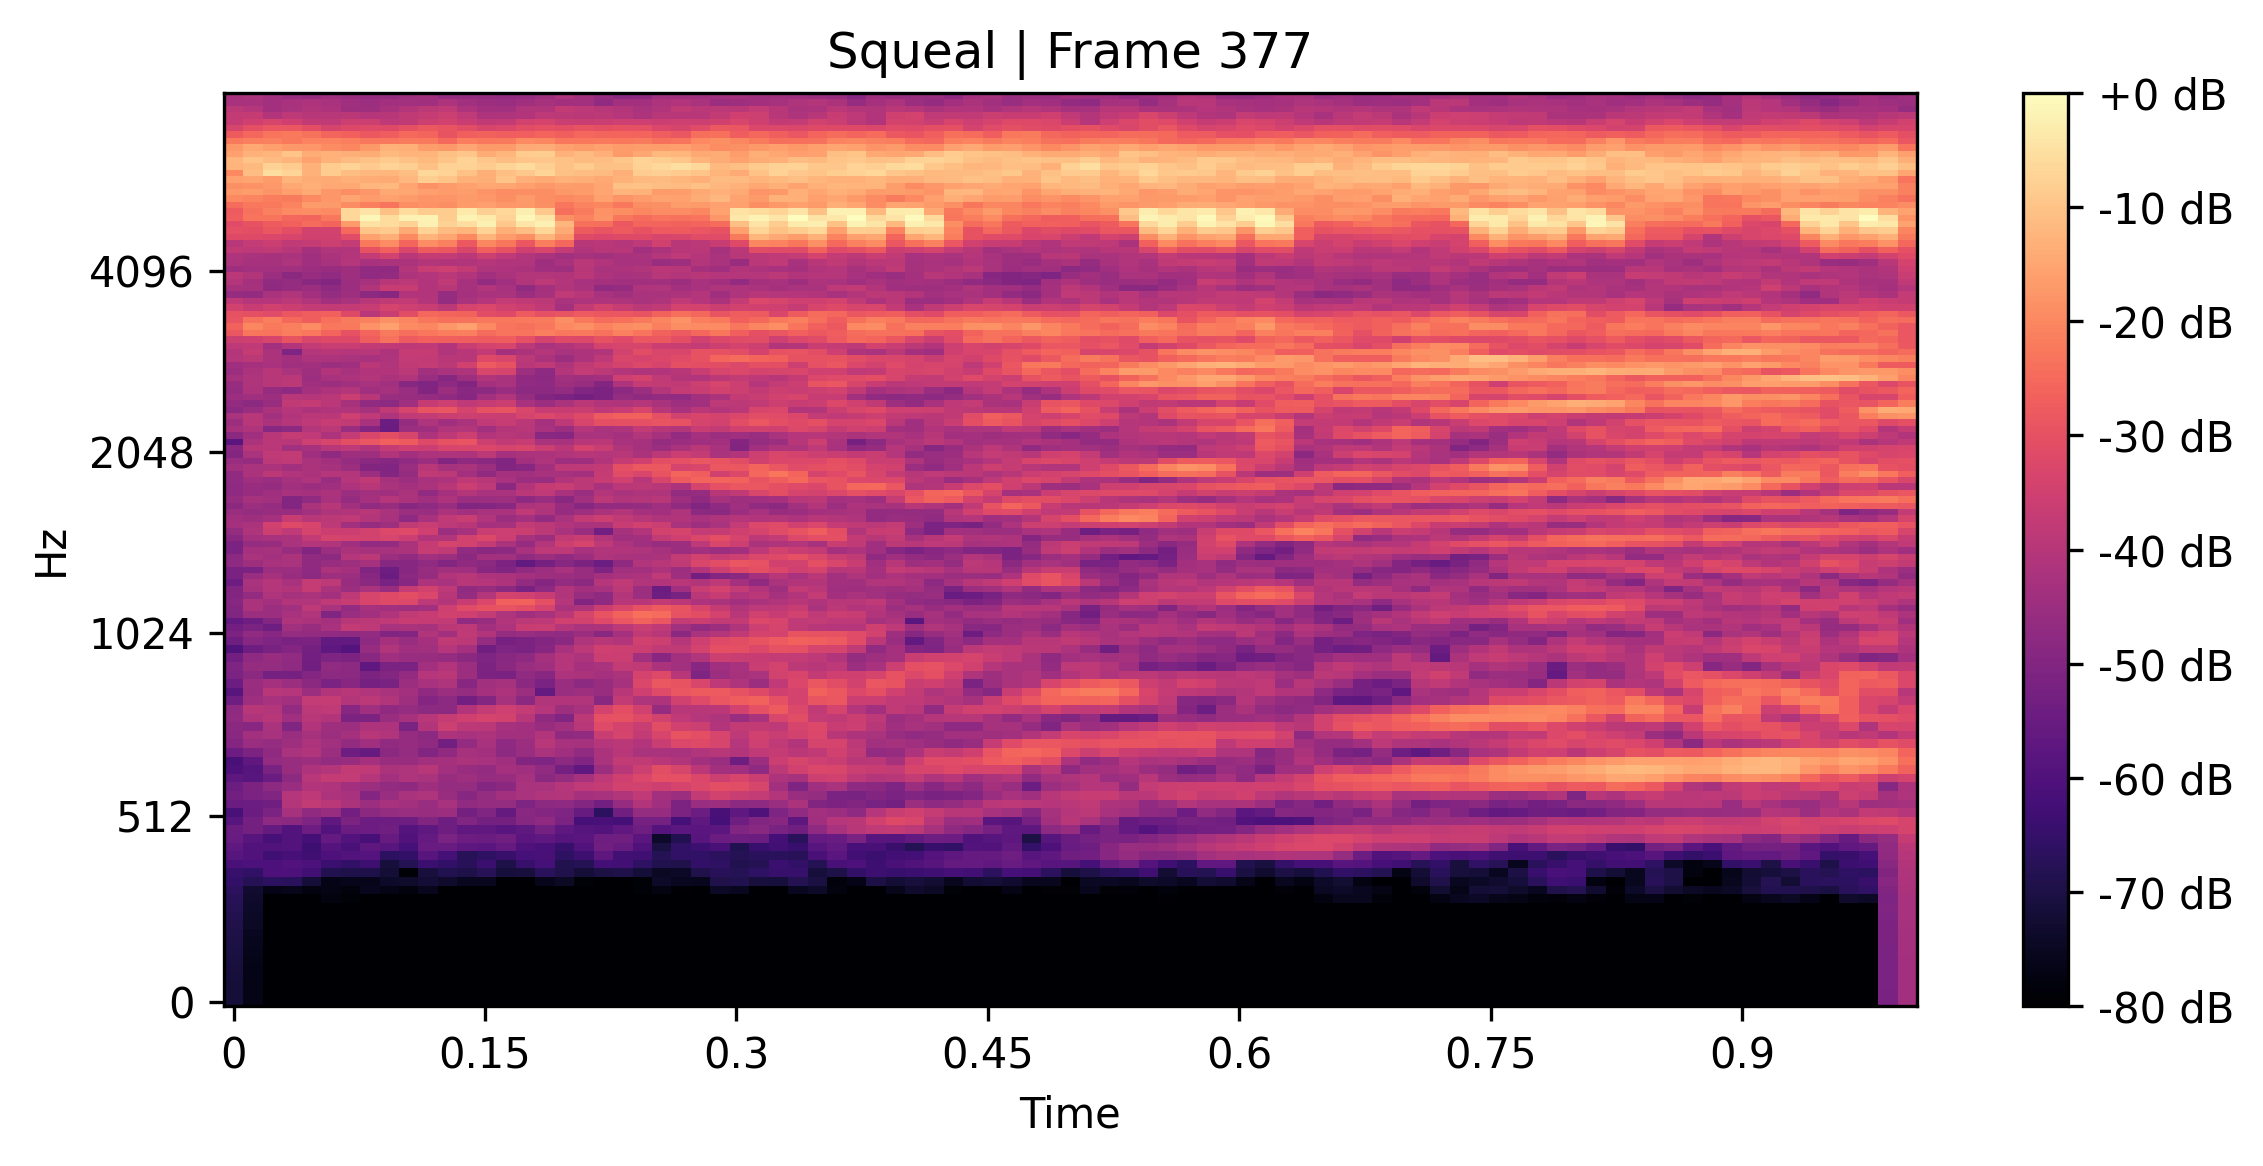 Squeal | Frame 377
+0 dB
-10 dB
-20 dB
-30 dB
-40 dB
-50 dB
-60 dB
-70 dB
-80 dB
Hz
4096
2048
1024
512
0
0 0.15 0.3 0.45 0.6 0.75 0.9
Time